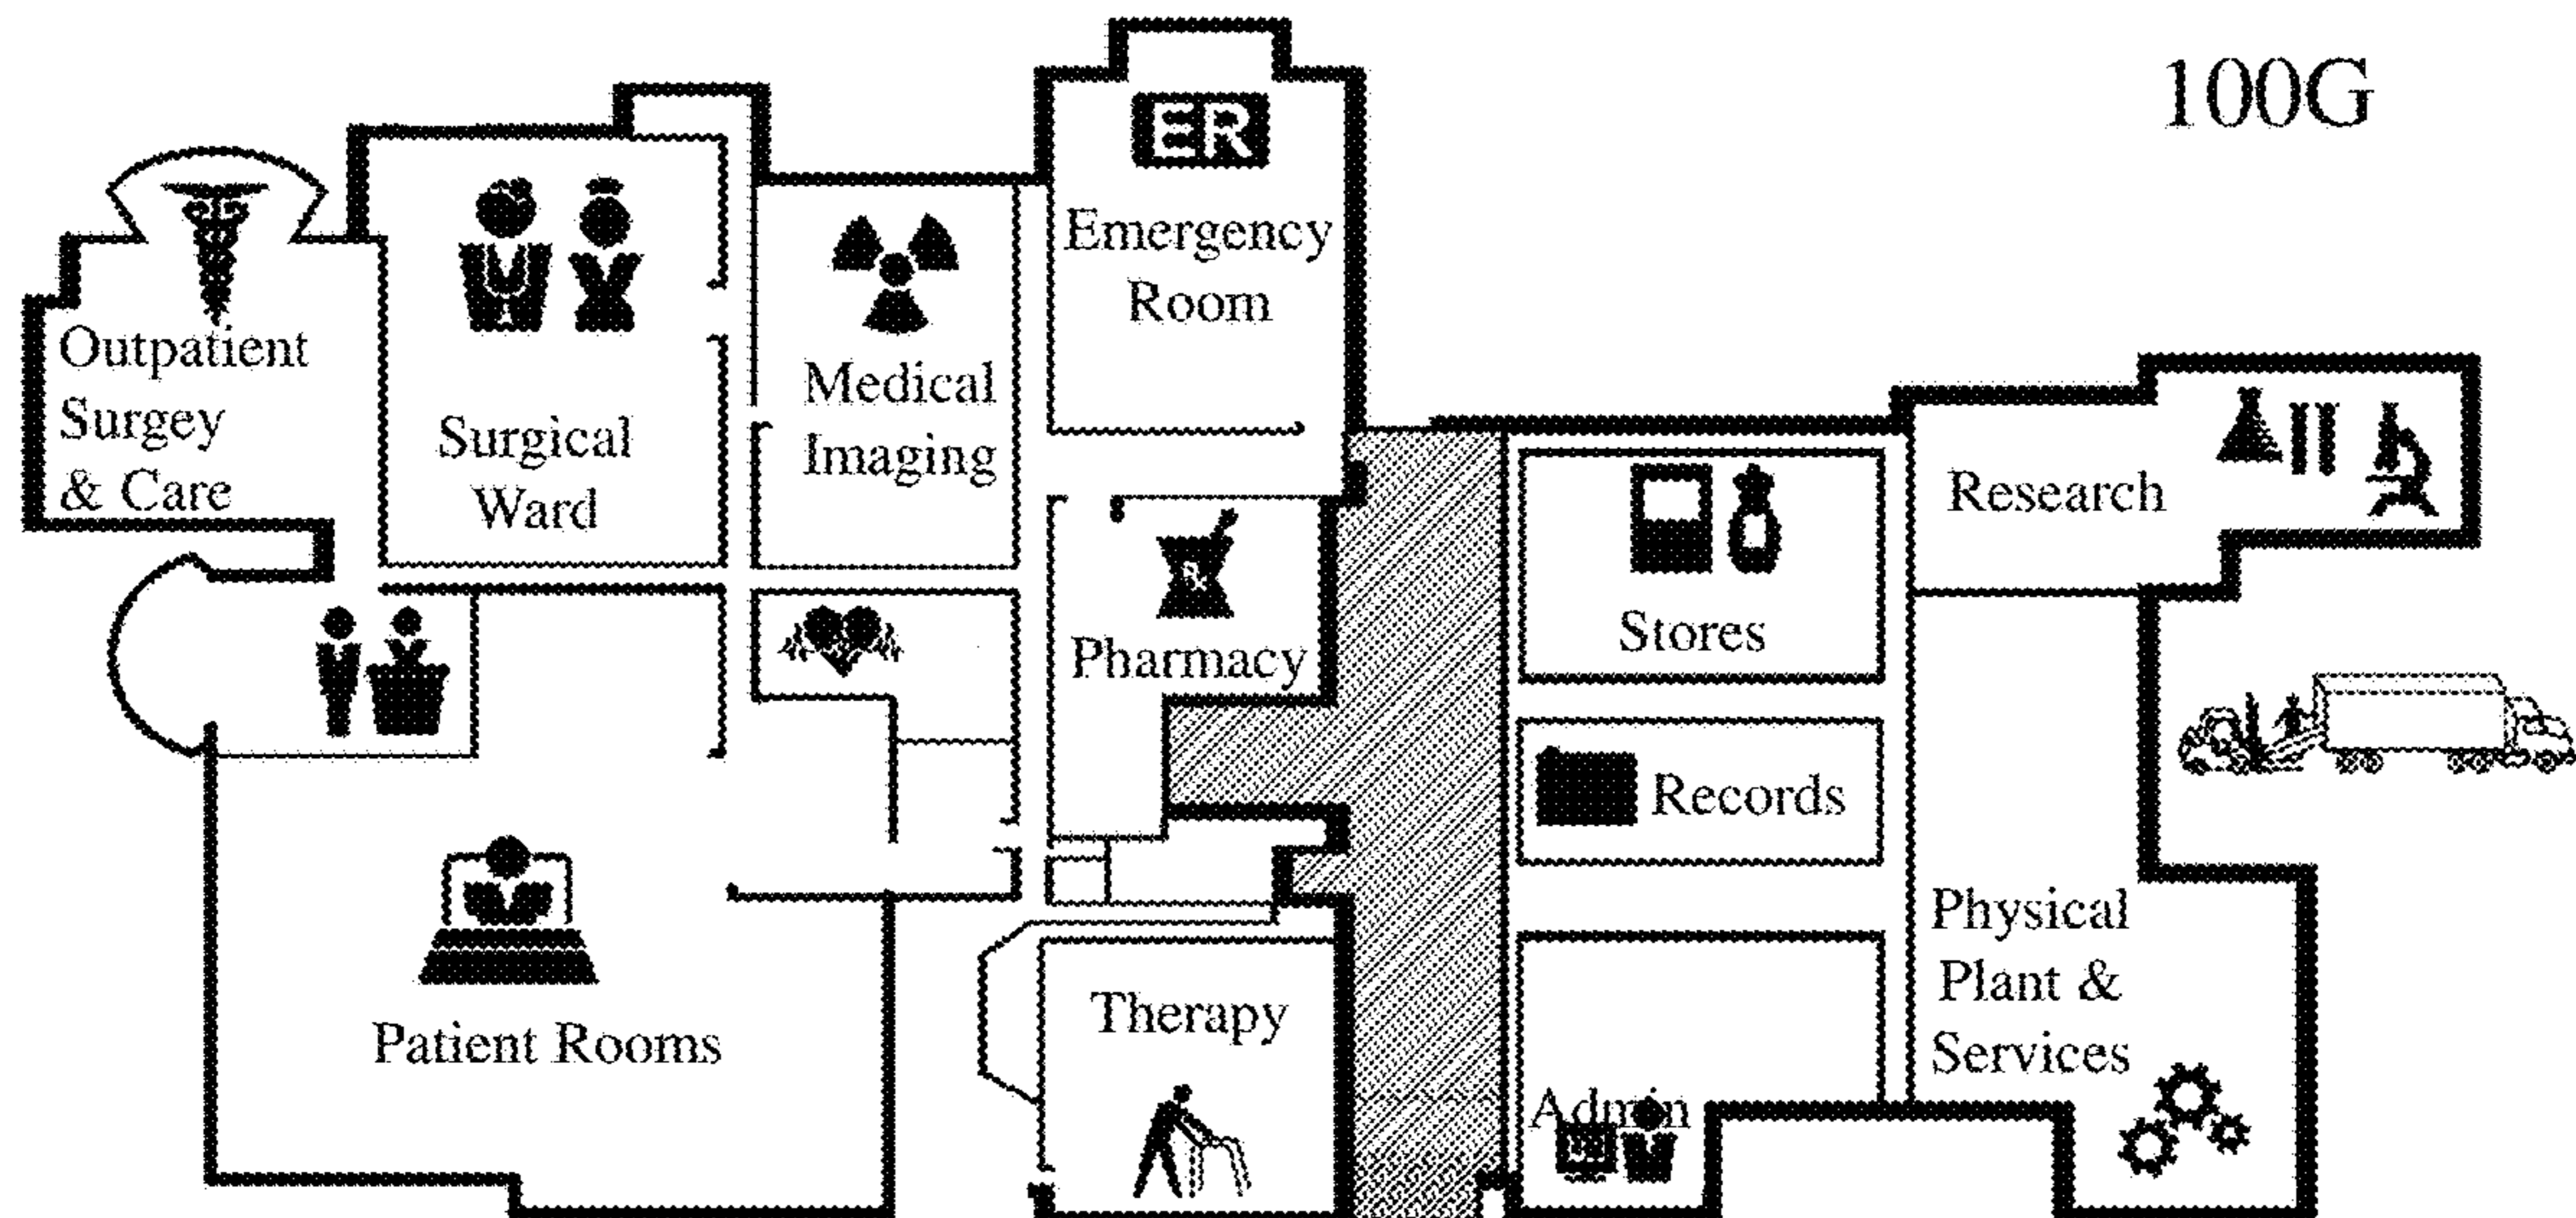 100G
ER
Emergency
Room
Outpatient
Surgey
& Care
Surgical
Ward
Medical
Imaging
Research
Stores
Rx
Pharmacy
Records
Physical
Plant &
Services
Therapy
Patient Rooms
Admin